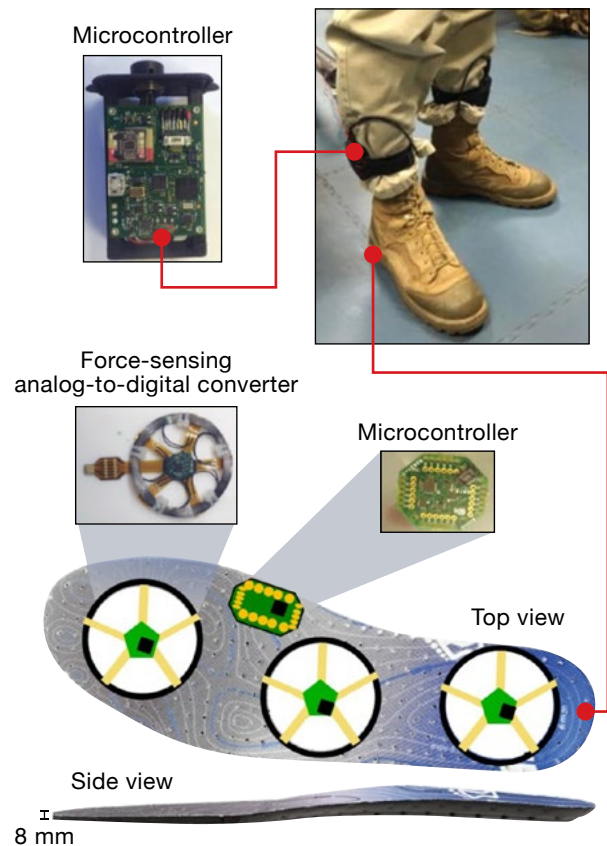 Microcontroller
Force-sensing
analog-to-digital converter
Microcontroller
Top view
Side view
8 mm